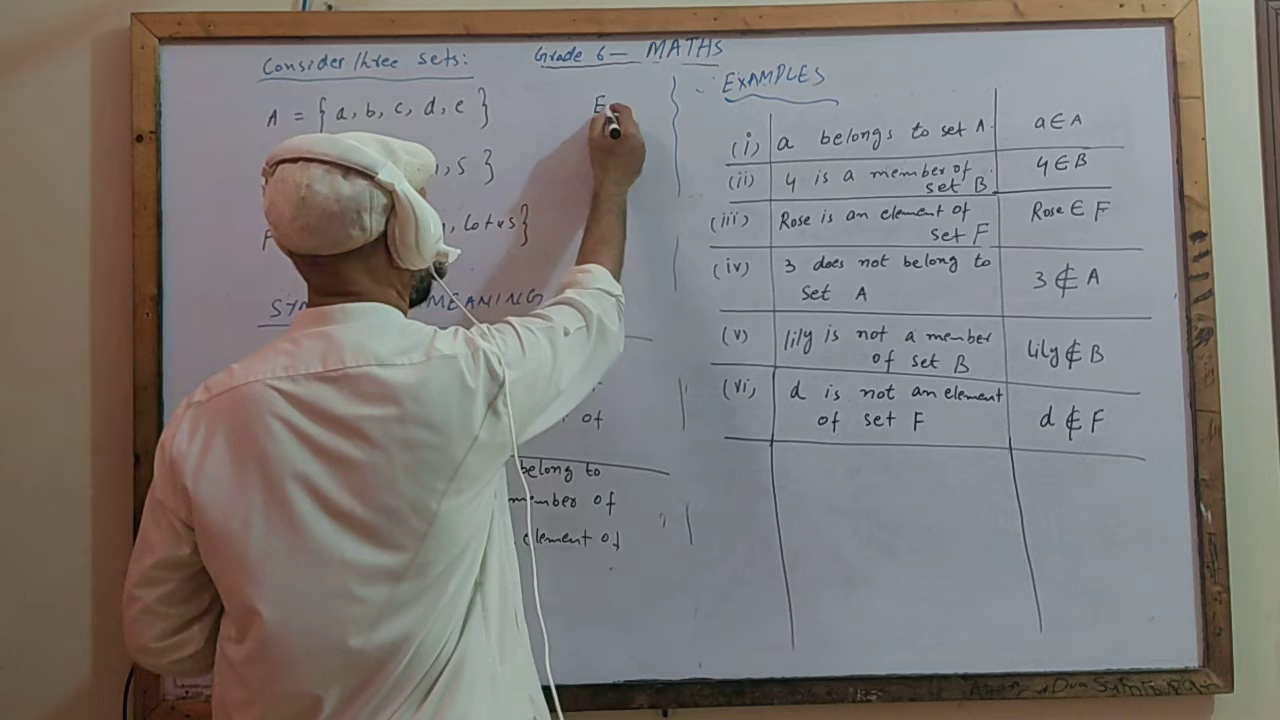 Grade 6— MATHS
Consider three sets:
A = { a, b, c, d, e }
, s }
, Lotus}
MEANING
of
belong to
member of
element of
E
EXAMPLES
(i) a belongs to set A. a ∈ A
(ii) 4 is a member of set B. 4 ∈ B
(iii) Rose is an element of set F Rose ∈ F
(iv) 3 does not belong to set A 3 ∉ A
(v) lily is not a member of set B lily ∉ B
(vi) d is not an element of set F d ∉ F